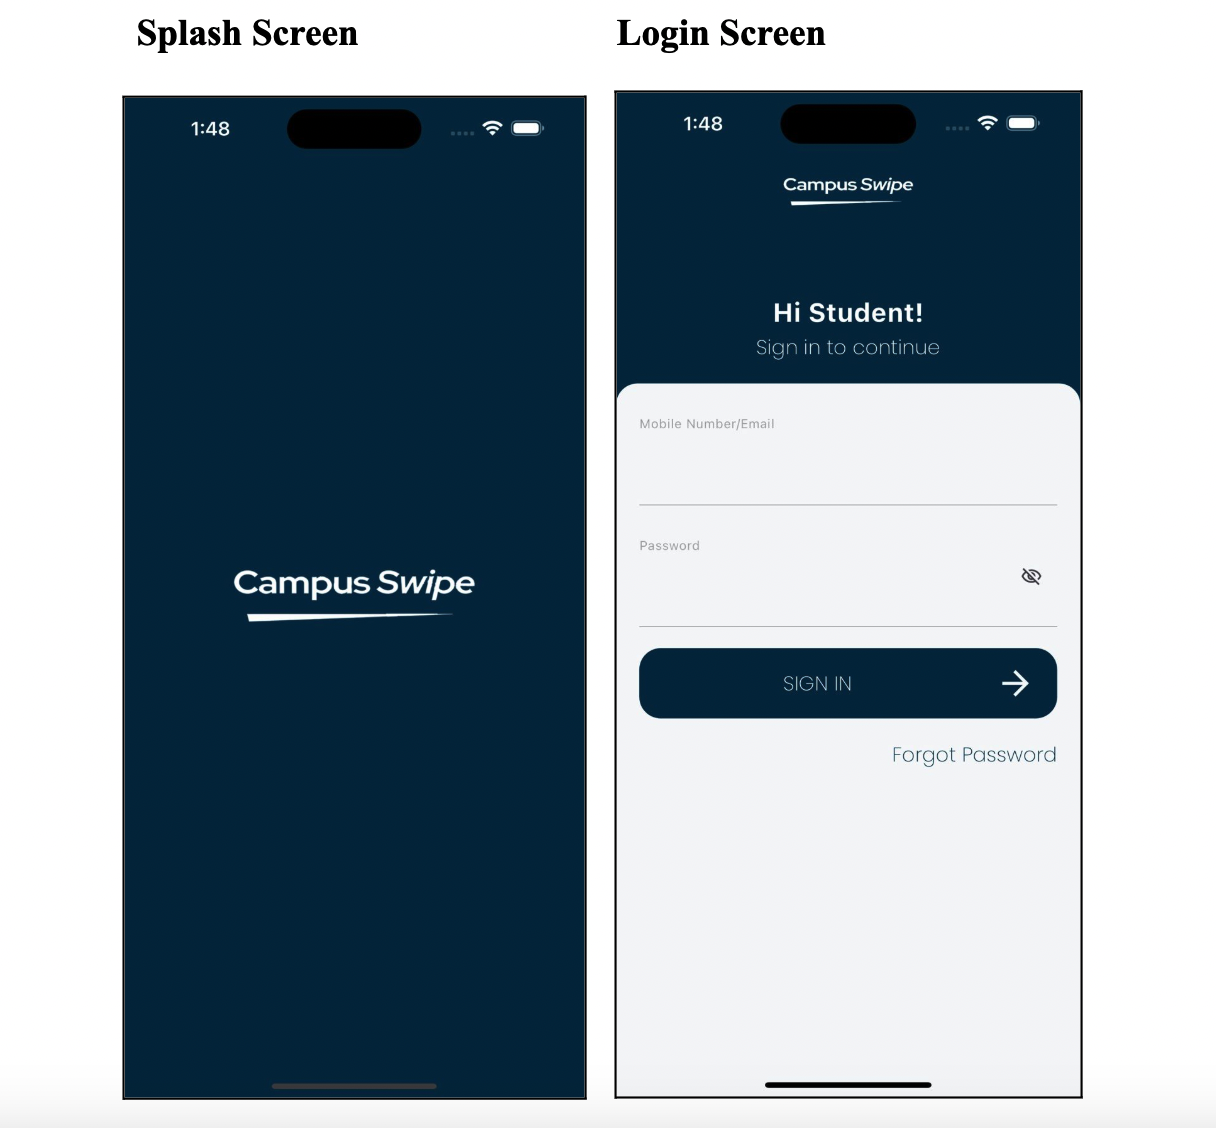 Splash Screen
Login Screen
1:48
Campus Swipe
1:48
Campus Swipe
Hi Student!
Sign in to continue
Mobile Number/Email
Password
SIGN IN
Forgot Password